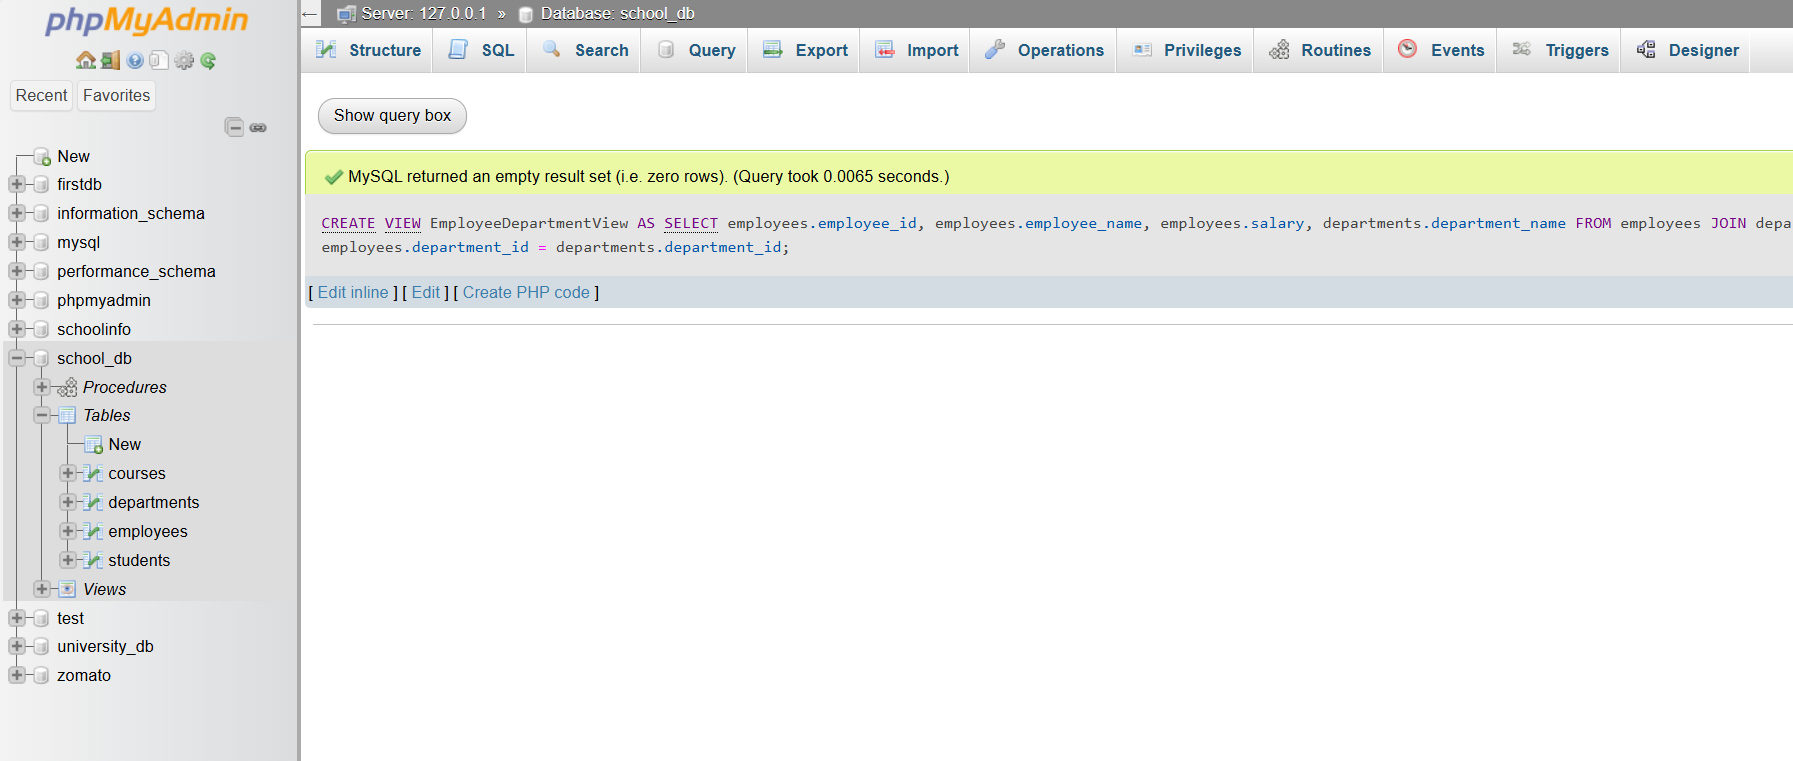 phpMyAdmin
Recent
Favorites
New
firstdb
information_schema
mysql
performance_schema
phpmyadmin
schoolinfo
school_db
Procedures
Tables
New
courses
departments
employees
students
Views
test
university_db
zomato
← Server: 127.0.0.1 » Database: school_db
Structure SQL Search Query Export Import Operations Privileges Routines Events Triggers Designer
Show query box
MySQL returned an empty result set (i.e. zero rows). (Query took 0.0065 seconds.)
CREATE VIEW EmployeeDepartmentView AS SELECT employees.employee_id, employees.employee_name, employees.salary, departments.department_name FROM employees JOIN depa
employees.department_id = departments.department_id;
[ Edit inline ] [ Edit ] [ Create PHP code ]